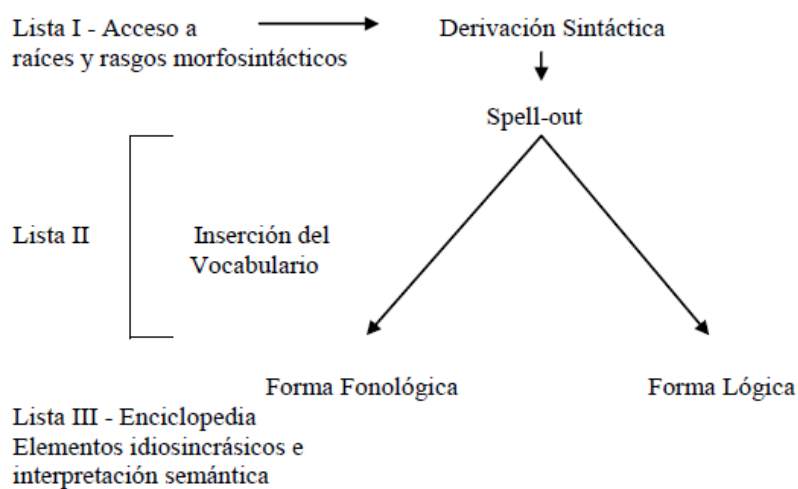 Lista I - Acceso a
raíces y rasgos morfosintácticos
Derivación Sintáctica
Spell-out
Lista II
Inserción del
Vocabulario
Forma Fonológica
Forma Lógica
Lista III - Enciclopedia
Elementos idiosincrásicos e
interpretación semántica